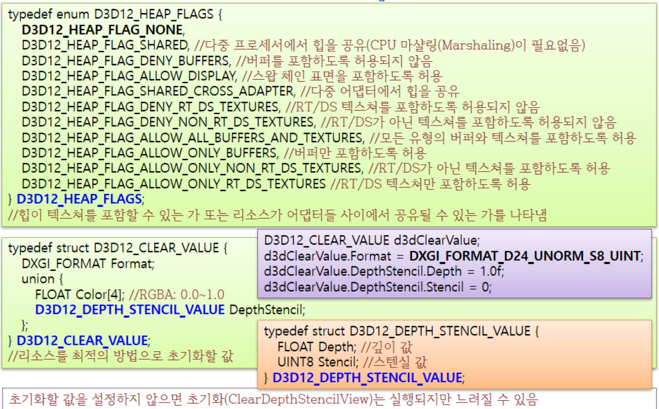 typedef enum D3D12_HEAP_FLAGS {
D3D12_HEAP_FLAG_NONE,
D3D12_HEAP_FLAG_SHARED, //다중 프로세서에서 힙을 공유(CPU 마샬링(Marshaling)이 필요없음)
D3D12_HEAP_FLAG_DENY_BUFFERS, //버퍼를 포함하도록 허용되지 않음
D3D12_HEAP_FLAG_ALLOW_DISPLAY, //스왑 체인 표면을 포함하도록 허용
D3D12_HEAP_FLAG_SHARED_CROSS_ADAPTER, //다중 어댑터에서 힙을 공유
D3D12_HEAP_FLAG_DENY_RT_DS_TEXTURES, //RT/DS 텍스쳐를 포함하도록 허용되지 않음
D3D12_HEAP_FLAG_DENY_NON_RT_DS_TEXTURES, //RT/DS가 아닌 텍스쳐를 포함하도록 허용되지 않음
D3D12_HEAP_FLAG_ALLOW_ALL_BUFFERS_AND_TEXTURES, //모든 유형의 버퍼와 텍스쳐를 포함하도록 허용
D3D12_HEAP_FLAG_ALLOW_ONLY_BUFFERS, //버퍼만 포함하도록 허용
D3D12_HEAP_FLAG_ALLOW_ONLY_NON_RT_DS_TEXTURES, //RT/DS가 아닌 텍스쳐를 포함하도록 허용
D3D12_HEAP_FLAG_ALLOW_ONLY_RT_DS_TEXTURES //RT/DS 텍스쳐만 포함하도록 허용
} D3D12_HEAP_FLAGS;
//힙이 텍스쳐를 포함할 수 있는 가 또는 리소스가 어댑터들 사이에서 공유될 수 있는 가를 나타냄
typedef struct D3D12_CLEAR_VALUE {
DXGI_FORMAT Format;
union {
FLOAT Color[4]; //RGBA: 0.0~1.0
D3D12_DEPTH_STENCIL_VALUE DepthStencil;
};
} D3D12_CLEAR_VALUE;
//리소스를 최적의 방법으로 초기화할 값
D3D12_CLEAR_VALUE d3dClearValue;
d3dClearValue.Format = DXGI_FORMAT_D24_UNORM_S8_UINT;
d3dClearValue.DepthStencil.Depth = 1.0f;
d3dClearValue.DepthStencil.Stencil = 0;
typedef struct D3D12_DEPTH_STENCIL_VALUE {
FLOAT Depth; //깊이 값
UINT8 Stencil; //스텐실 값
} D3D12_DEPTH_STENCIL_VALUE;
초기화할 값을 설정하지 않으면 초기화(ClearDepthStencilView)는 실행되지만 느려질 수 있음